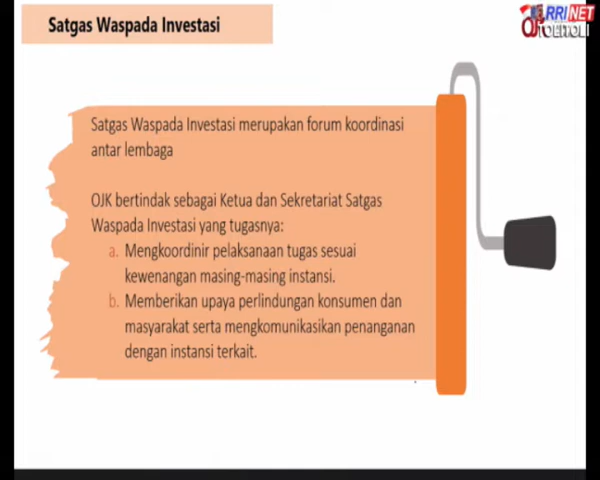 Satgas Waspada Investasi
RRINET
TOLITOLI
Satgas Waspada Investasi merupakan forum koordinasi
antar lembaga
OJK bertindak sebagai Ketua dan Sekretariat Satgas
Waspada Investasi yang tugasnya:
a. Mengkoordinir pelaksanaan tugas sesuai
kewenangan masing-masing instansi.
b. Memberikan upaya perlindungan konsumen dan
masyarakat serta mengkomunikasikan penanganan
dengan instansi terkait.